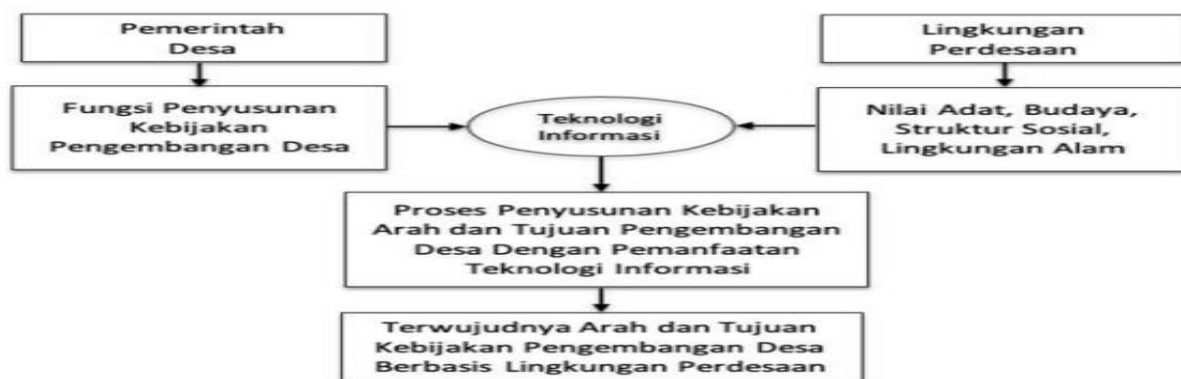 Pemerintah
Desa
Lingkungan
Perdesaan
Fungsi Penyusunan
Kebijakan
Pengembangan Desa
Teknologi
Informasi
Nilai Adat, Budaya,
Struktur Sosial,
Lingkungan Alam
Proses Penyusunan Kebijakan
Arah dan Tujuan Pengembangan
Desa Dengan Pemanfaatan
Teknologi Informasi
Terwujudnya Arah dan Tujuan
Kebijakan Pengembangan Desa
Berbasis Lingkungan Perdesaan